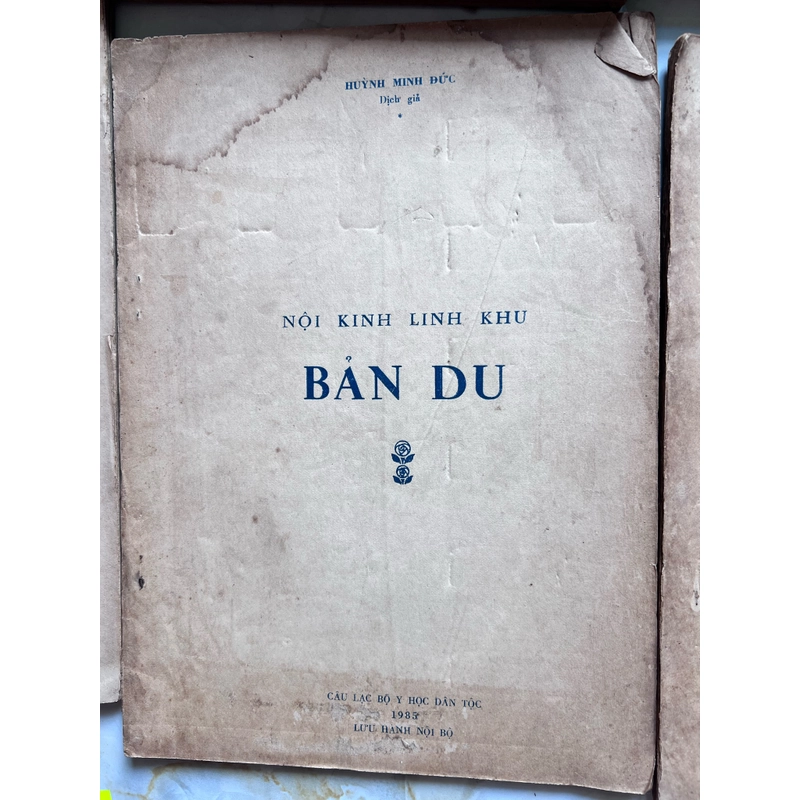 HUỲNH MINH ĐỨC
Dịch giả
NỘI KINH LINH KHU
BẢN DU
CÂU LẠC BỘ Y HỌC DÂN TỘC
1985
LƯU HÀNH NỘI BỘ